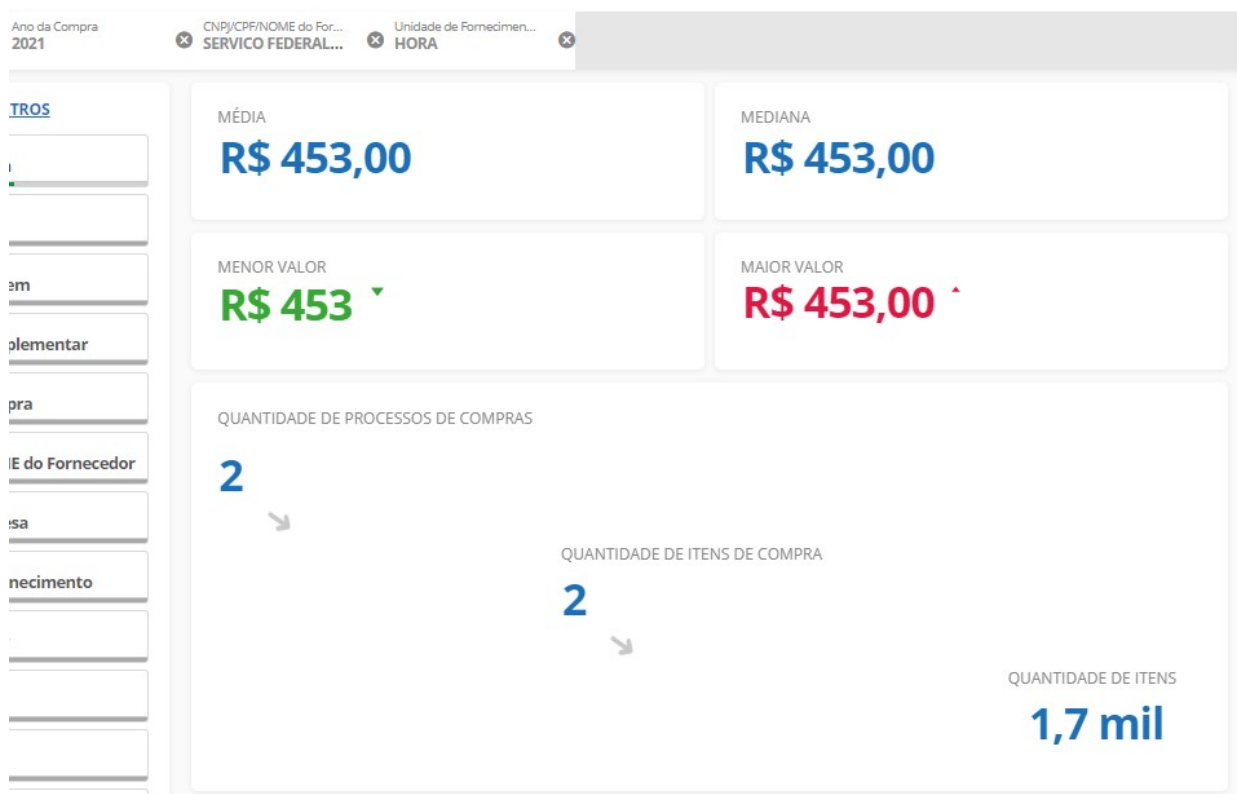 Ano da Compra
2021
CNPJ/CPF/NOME do For...
SERVICO FEDERAL...
Unidade de Fornecimen...
HORA
TROS
MÉDIA
R$ 453,00
MEDIANA
R$ 453,00
MENOR VALOR
R$ 453
MAIOR VALOR
R$ 453,00
em
plementar
pra
IE do Fornecedor
esa
necimento
QUANTIDADE DE PROCESSOS DE COMPRAS
2
QUANTIDADE DE ITENS DE COMPRA
2
QUANTIDADE DE ITENS
1,7 mil